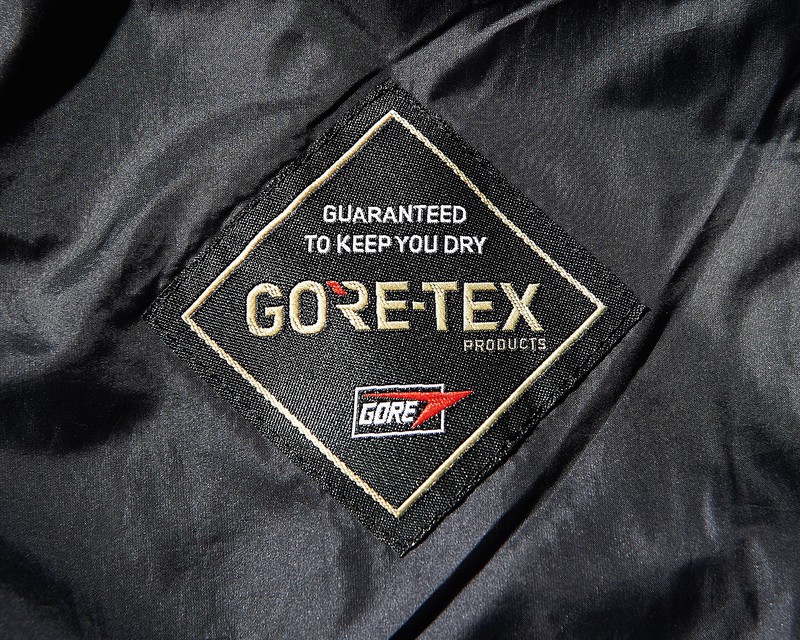 GUARANTEED
TO KEEP YOU DRY
GORE-TEX
PRODUCTS
GORE